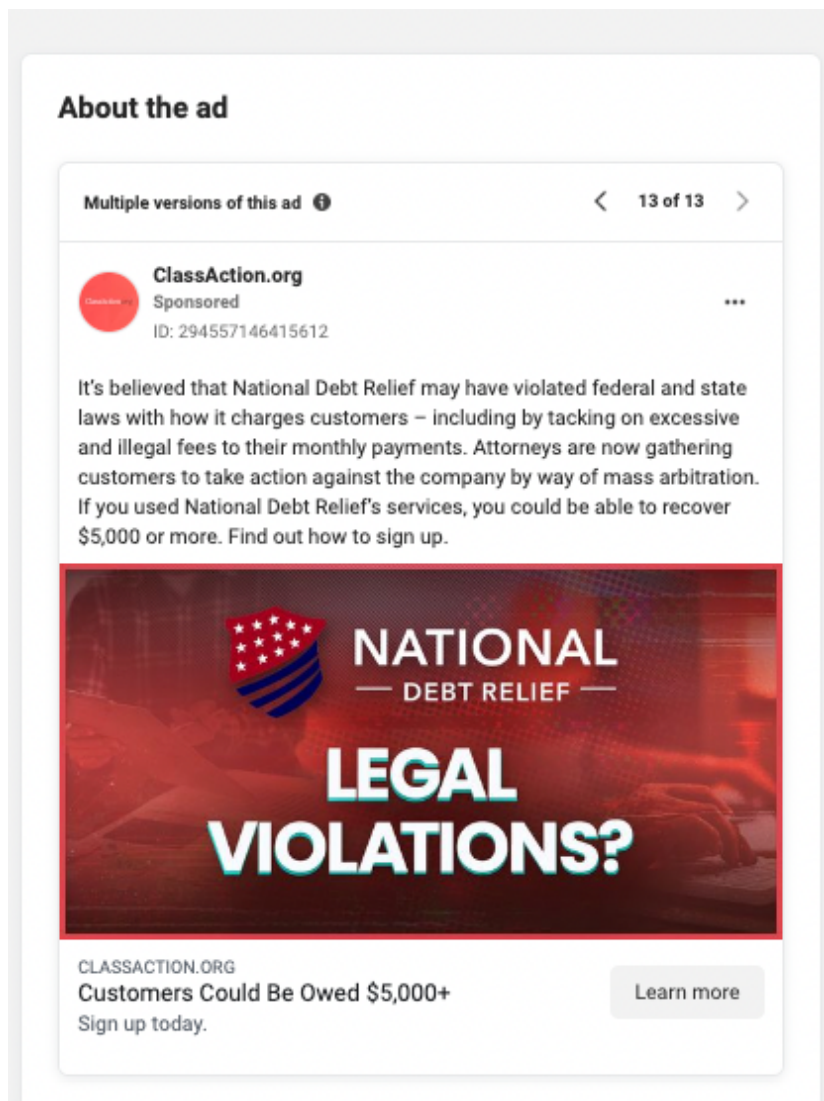 About the ad
Multiple versions of this ad
13 of 13
ClassAction.org
ClassAction.org
Sponsored
ID: 294557146415612
It's believed that National Debt Relief may have violated federal and state
laws with how it charges customers – including by tacking on excessive
and illegal fees to their monthly payments. Attorneys are now gathering
customers to take action against the company by way of mass arbitration.
If you used National Debt Relief's services, you could be able to recover
$5,000 or more. Find out how to sign up.
NATIONAL
DEBT RELIEF
LEGAL
VIOLATIONS?
CLASSACTION.ORG
Customers Could Be Owed $5,000+
Sign up today.
Learn more